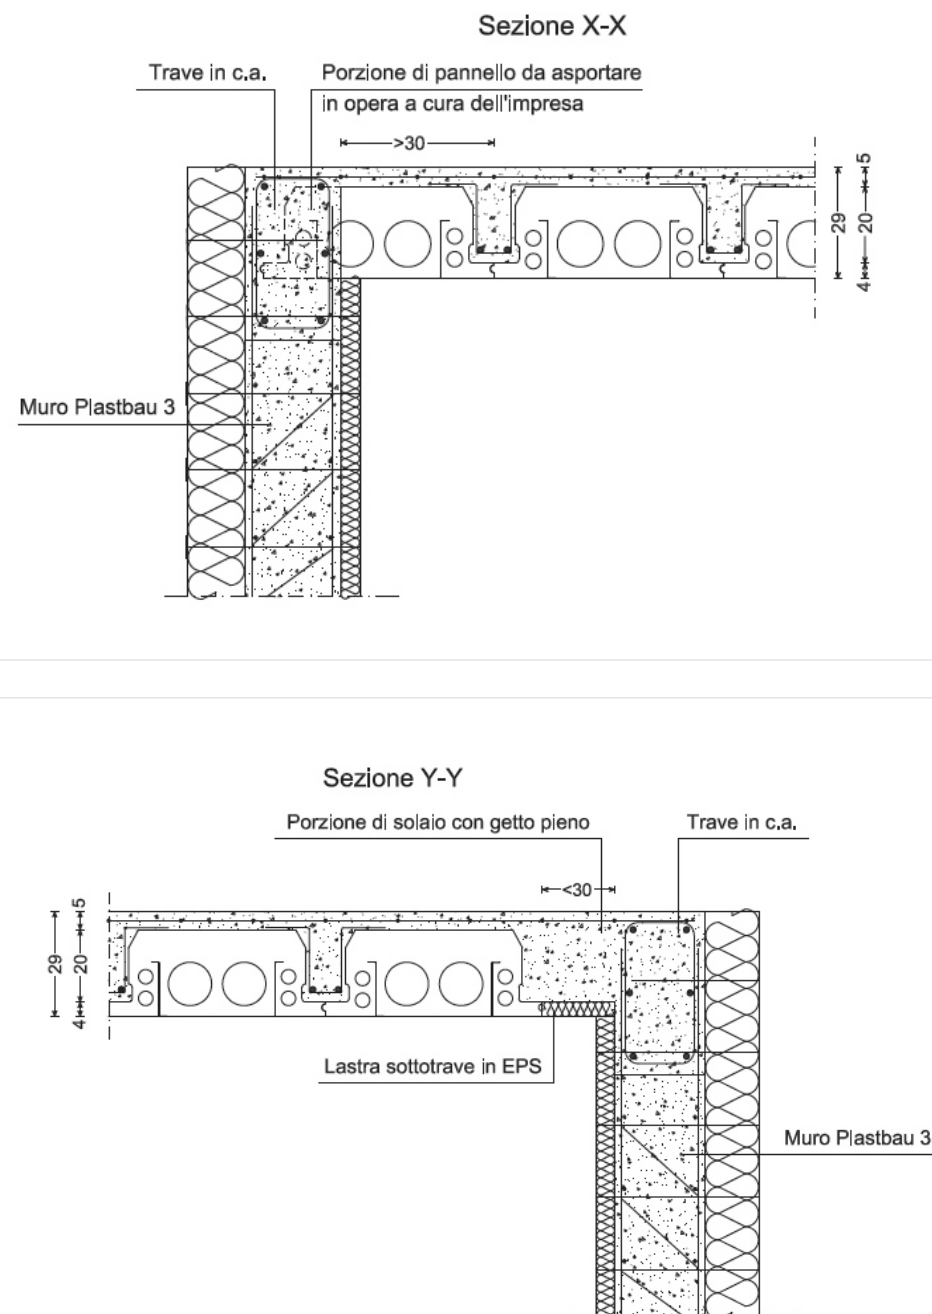 Sezione X-X
Trave in c.a.
Porzione di pannello da asportare
in opera a cura dell'impresa
>30
5
29
20
4
Muro Plastbau 3
Sezione Y-Y
Porzione di solaio con getto pieno
Trave in c.a.
<30
5
29
20
4
Lastra sottotrave in EPS
Muro Plastbau 3